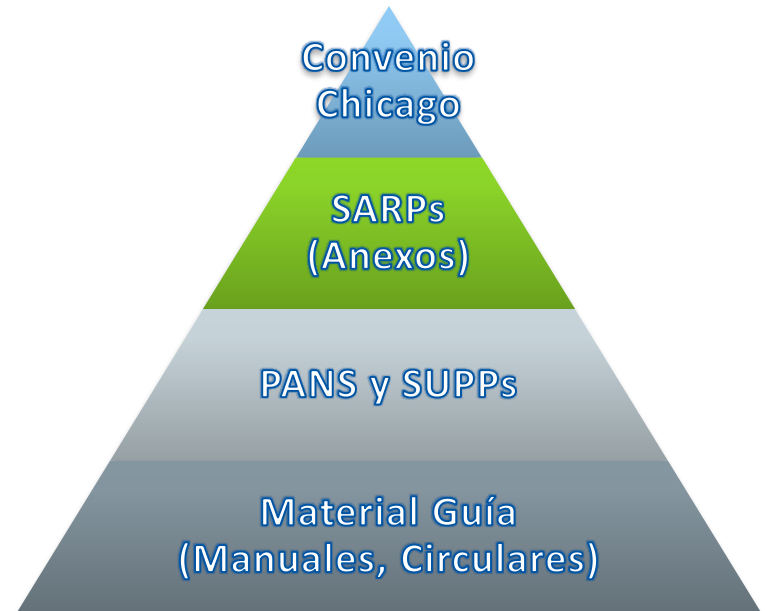 Convenio
Chicago
SARPs
(Anexos)
PANS y SUPPs
Material Guía
(Manuales, Circulares)